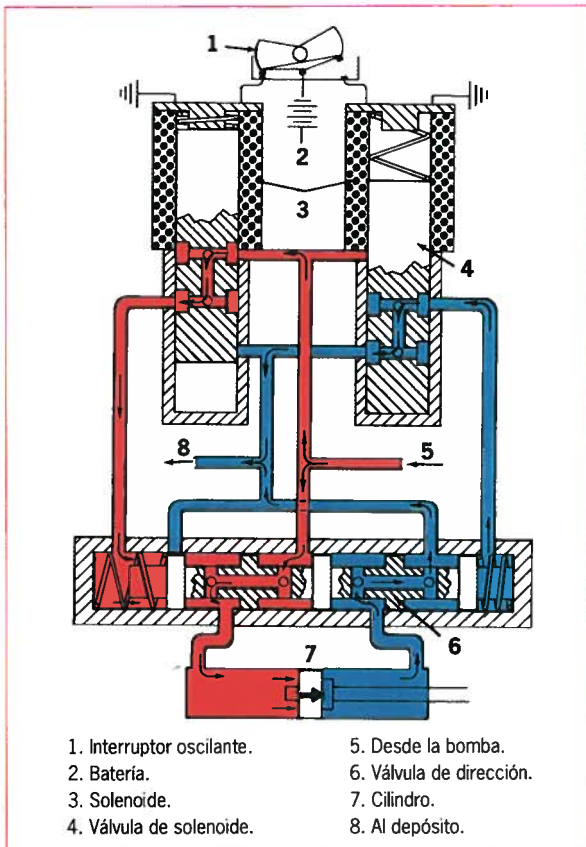 1
2
3
4
8
5
6
7
1. Interruptor oscilante.
2. Batería.
3. Solenoide.
4. Válvula de solenoide.
5. Desde la bomba.
6. Válvula de dirección.
7. Cilindro.
8. Al depósito.